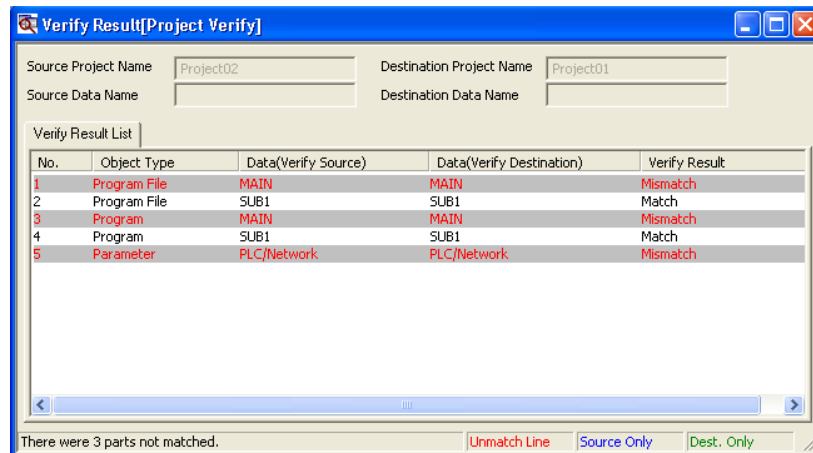 Verify Result[Project Verify]
Source Project Name Project02 Destination Project Name Project01
Source Data Name Destination Data Name
Verify Result List
No. Object Type Data(Verify Source) Data(Verify Destination) Verify Result
1 Program File MAIN MAIN Mismatch
2 Program File SUB1 SUB1 Match
3 Program MAIN MAIN Mismatch
4 Program SUB1 SUB1 Match
5 Parameter PLC/Network PLC/Network Mismatch
There were 3 parts not matched. Unmatch Line Source Only Dest. Only